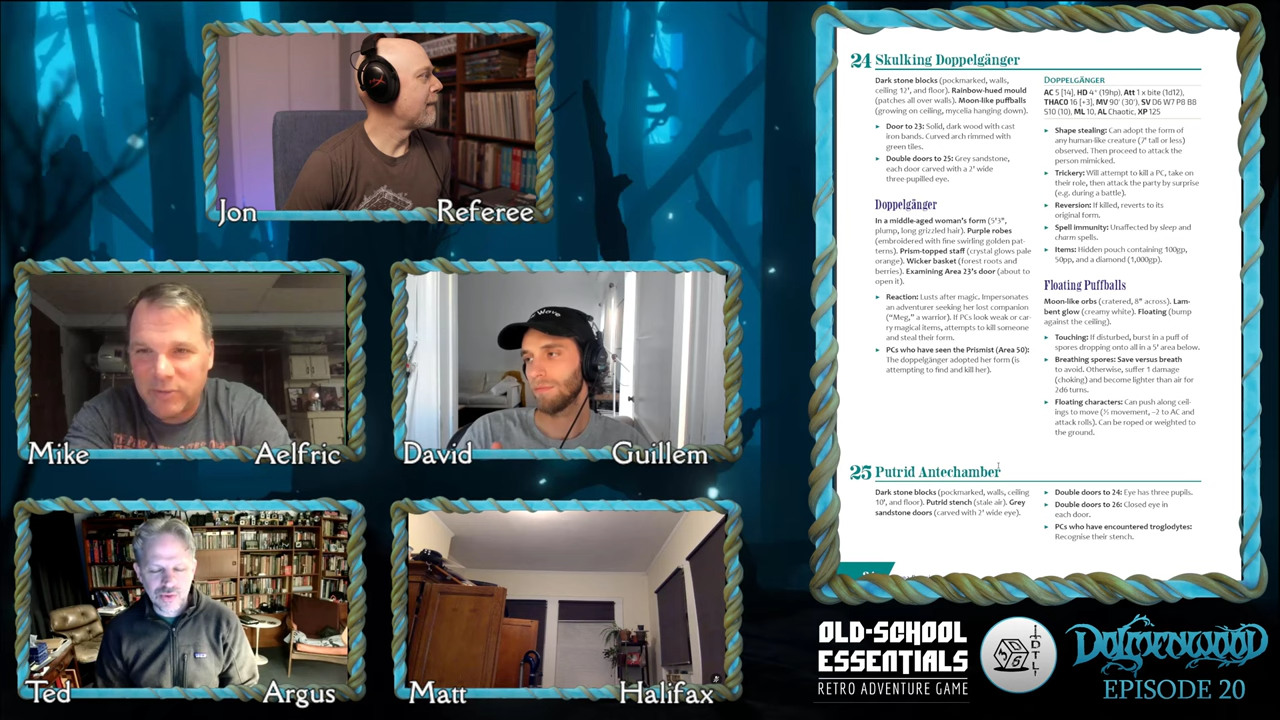 Jon
Referee
Mike
Aelfric
David
Guillem
Ted
Argus
Matt
Halifax
24 Skulking Doppelgänger
Dark stone blocks (pockmarked, walls,
ceiling 12', and floor). Rainbow-hued mould
(patches all over walls). Moon-like puffballs
(growing on ceiling, mycelia hanging down).
► Door to 23: Solid, dark wood with cast
iron bands. Curved arch rimmed with
green tiles.
► Double doors to 25: Grey sandstone,
each door carved with a 2' wide
three-pupilled eye.
Doppelgänger
In a middle-aged woman's form (5'3",
plump, long grizzled hair). Purple robes
(embroidered with fine swirling golden pat-
terns). Prism-topped staff (crystal glows pale
orange). Wicker basket (forest roots and
berries). Examining Area 23's door (about to
open it).
► Reaction: Lusts after magic. Impersonates
an adventurer seeking her lost companion
("Meg," a warrior). If PCs look weak or car-
ry magical items, attempts to kill someone
and steal their form.
► PCs who have seen the Prismist (Area 50):
The doppelgänger adopted her form (is
attempting to find and kill her).
DOPPELGÄNGER
AC 5 [14], HD 4* (19hp), Att 1 x bite (1d12),
THAC0 16 [+3], MV 90' (30'), SV D6 W7 P8 B8
S10 (10), ML 10, AL Chaotic, XP 125
► Shape stealing: Can adopt the form of
any human-like creature (7' tall or less)
observed. Then proceed to attack the
person mimicked.
► Trickery: Will attempt to kill a PC, take on
their role, then attack the party by surprise
(e.g. during a battle).
► Reversion: If killed, reverts to its
original form.
► Spell immunity: Unaffected by sleep and
charm spells.
► Items: Hidden pouch containing 100gp,
50pp, and a diamond (1,000gp).
Floating Puffballs
Moon-like orbs (cratered, 8" across). Lam-
bent glow (creamy white). Floating (bump
against the ceiling).
► Touching: If disturbed, burst in a puff of
spores dropping onto all in a 5' area below.
► Breathing spores: Save versus breath
to avoid. Otherwise, suffer 1 damage
(choking) and become lighter than air for
2d6 turns.
► Floating characters: Can push along ceil-
ings to move (½ movement, –2 to AC and
attack rolls). Can be roped or weighted to
the ground.
25 Putrid Antechamber
Dark stone blocks (pockmarked, walls, ceiling
10', and floor). Putrid stench (stale air). Grey
sandstone doors (carved with 2' wide eye).
► Double doors to 24: Eye has three pupils.
► Double doors to 26: Closed eye in
each door.
► PCs who have encountered troglodytes:
Recognise their stench.
OLD-SCHOOL
ESSENTIALS
RETRO ADVENTURE GAME
Dolmenwood
EPISODE 20